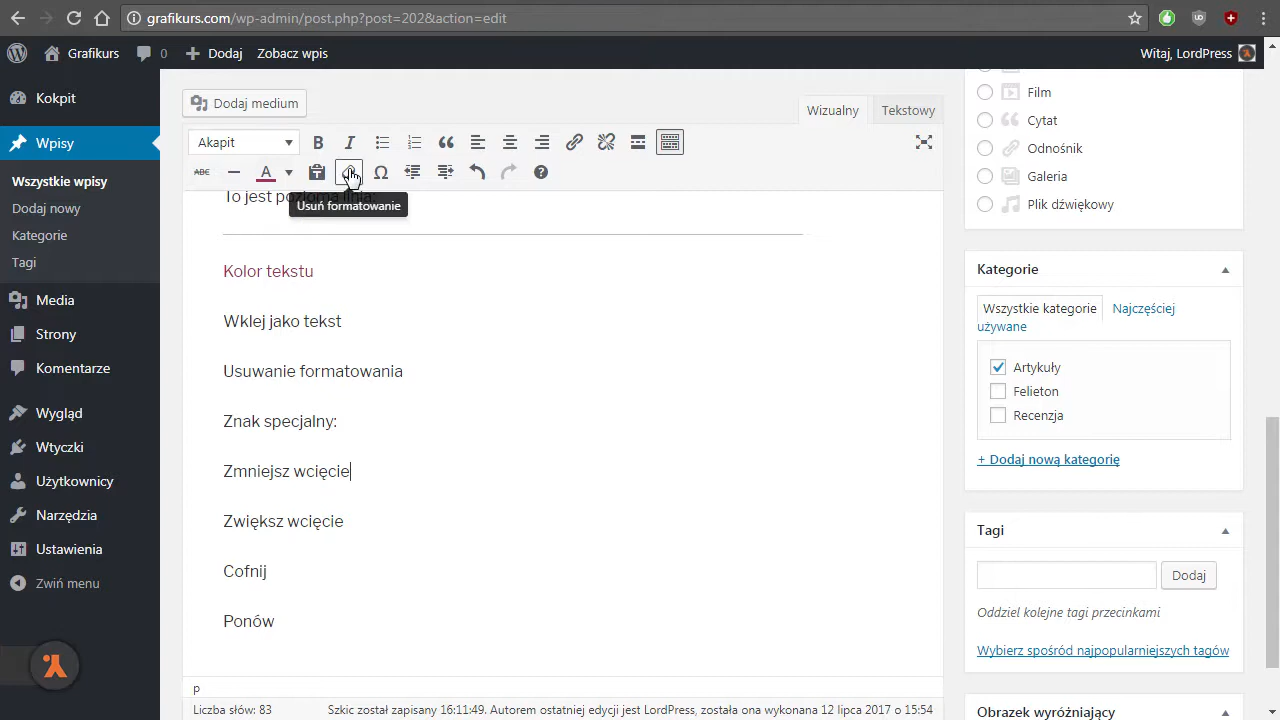 grafikurs.com/wp-admin/post.php?post=202&action=edit
Grafikurs
0
Dodaj
Zobacz wpis
Witaj, LordPress
Kokpit
Wpisy
Wszystkie wpisy
Dodaj nowy
Kategorie
Tagi
Media
Strony
Komentarze
Wygląd
Wtyczki
Użytkownicy
Narzędzia
Ustawienia
Zwiń menu
Dodaj medium
Wizualny
Tekstowy
Akapit
B
I
ABC
A
Ω
Usuń formatowanie
To jest pozioma linia:
Kolor tekstu
Wklej jako tekst
Usuwanie formatowania
Znak specjalny:
Zmniejsz wcięcie
Zwiększ wcięcie
Cofnij
Ponów
p
Liczba słów: 83
Szkic został zapisany 16:11:49. Autorem ostatniej edycji jest LordPress, została ona wykonana 12 lipca 2017 o 15:54
Film
Cytat
Odnośnik
Galeria
Plik dźwiękowy
Kategorie
Wszystkie kategorie
Najczęściej
używane
Artykuły
Felieton
Recenzja
+ Dodaj nową kategorię
Tagi
Dodaj
Oddziel kolejne tagi przecinkami
Wybierz spośród najpopularniejszych tagów
Obrazek wyróżniający